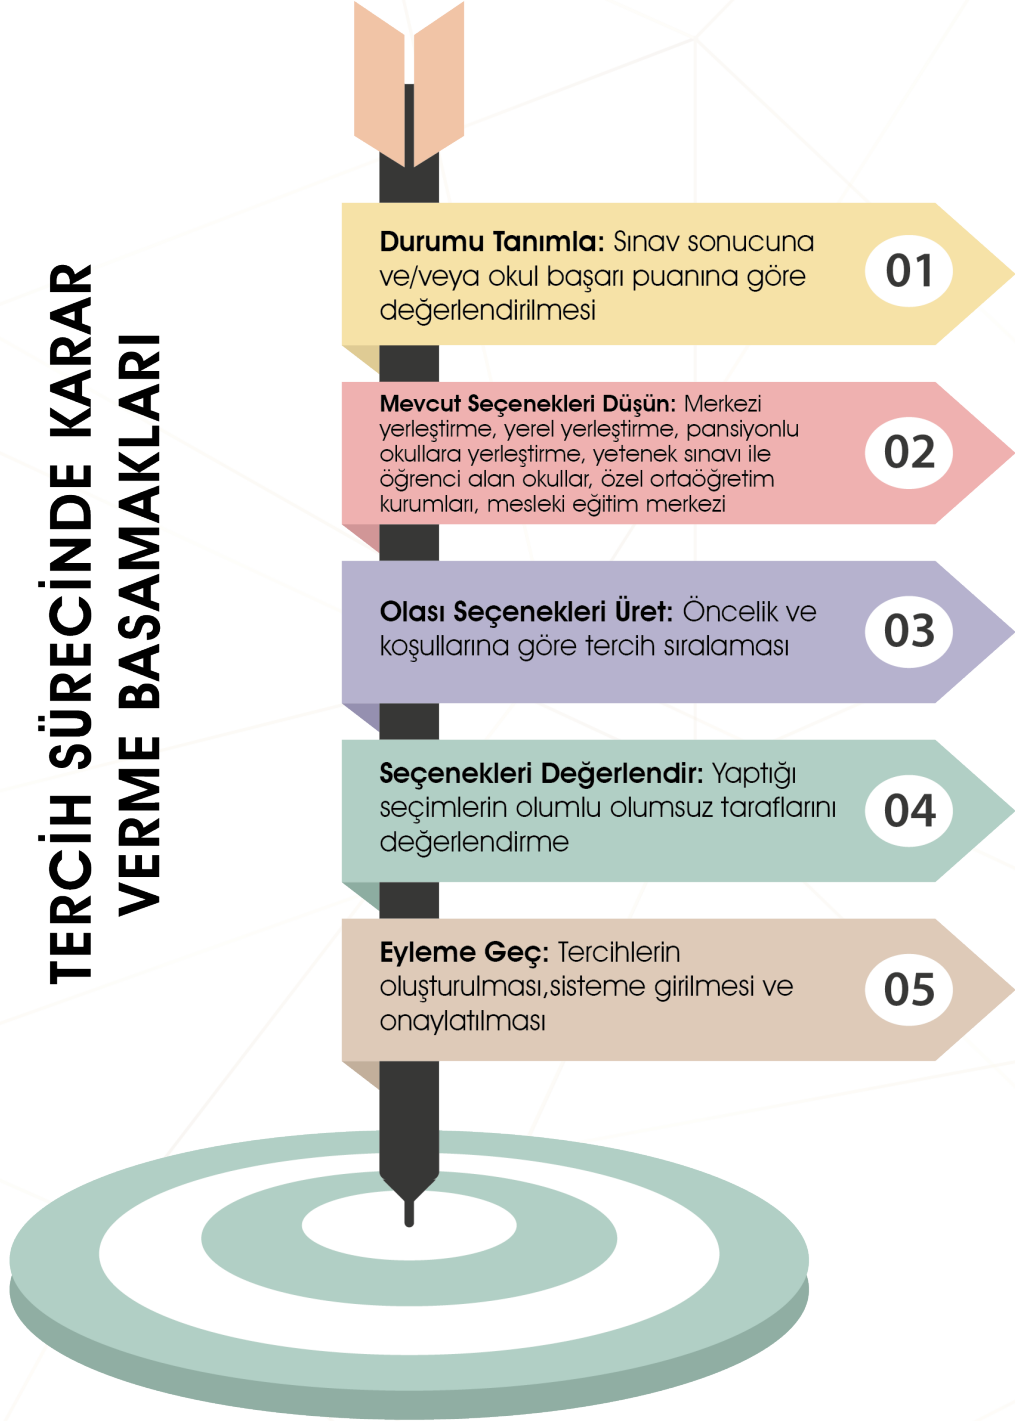 TERCİH SÜRECİNDE KARAR
VERME BASAMAKLARI
Durumu Tanımla: Sınav sonucuna
ve/veya okul başarı puanına göre
değerlendirilmesi
01
Mevcut Seçenekleri Düşün: Merkezi
yerleştirme, yerel yerleştirme, pansiyonlu
okullara yerleştirme, yetenek sınavı ile
öğrenci alan okullar, özel ortaöğretim
kurumları, mesleki eğitim merkezi
02
Olası Seçenekleri Üret: Öncelik ve
koşullarına göre tercih sıralaması
03
Seçenekleri Değerlendir: Yaptığı
seçimlerin olumlu olumsuz taraflarını
değerlendirme
04
Eyleme Geç: Tercihlerin
oluşturulması,sisteme girilmesi ve
onaylatılması
05